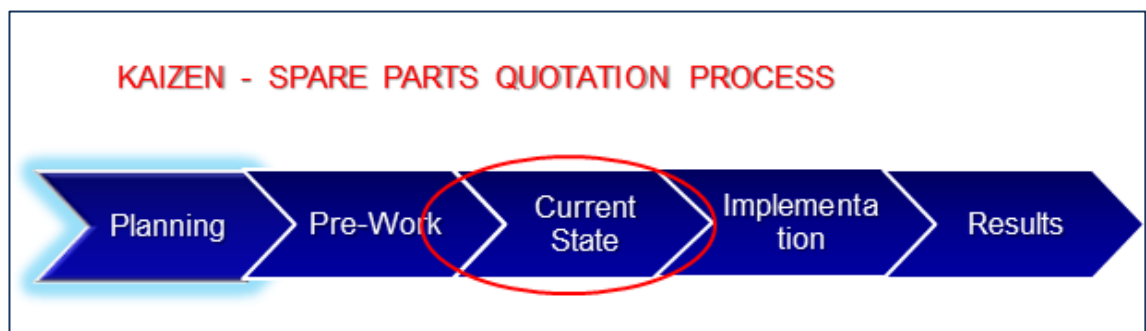 KAIZEN - SPARE PARTS QUOTATION PROCESS
Planning
Pre-Work
Current
State
Implementa
tion
Results